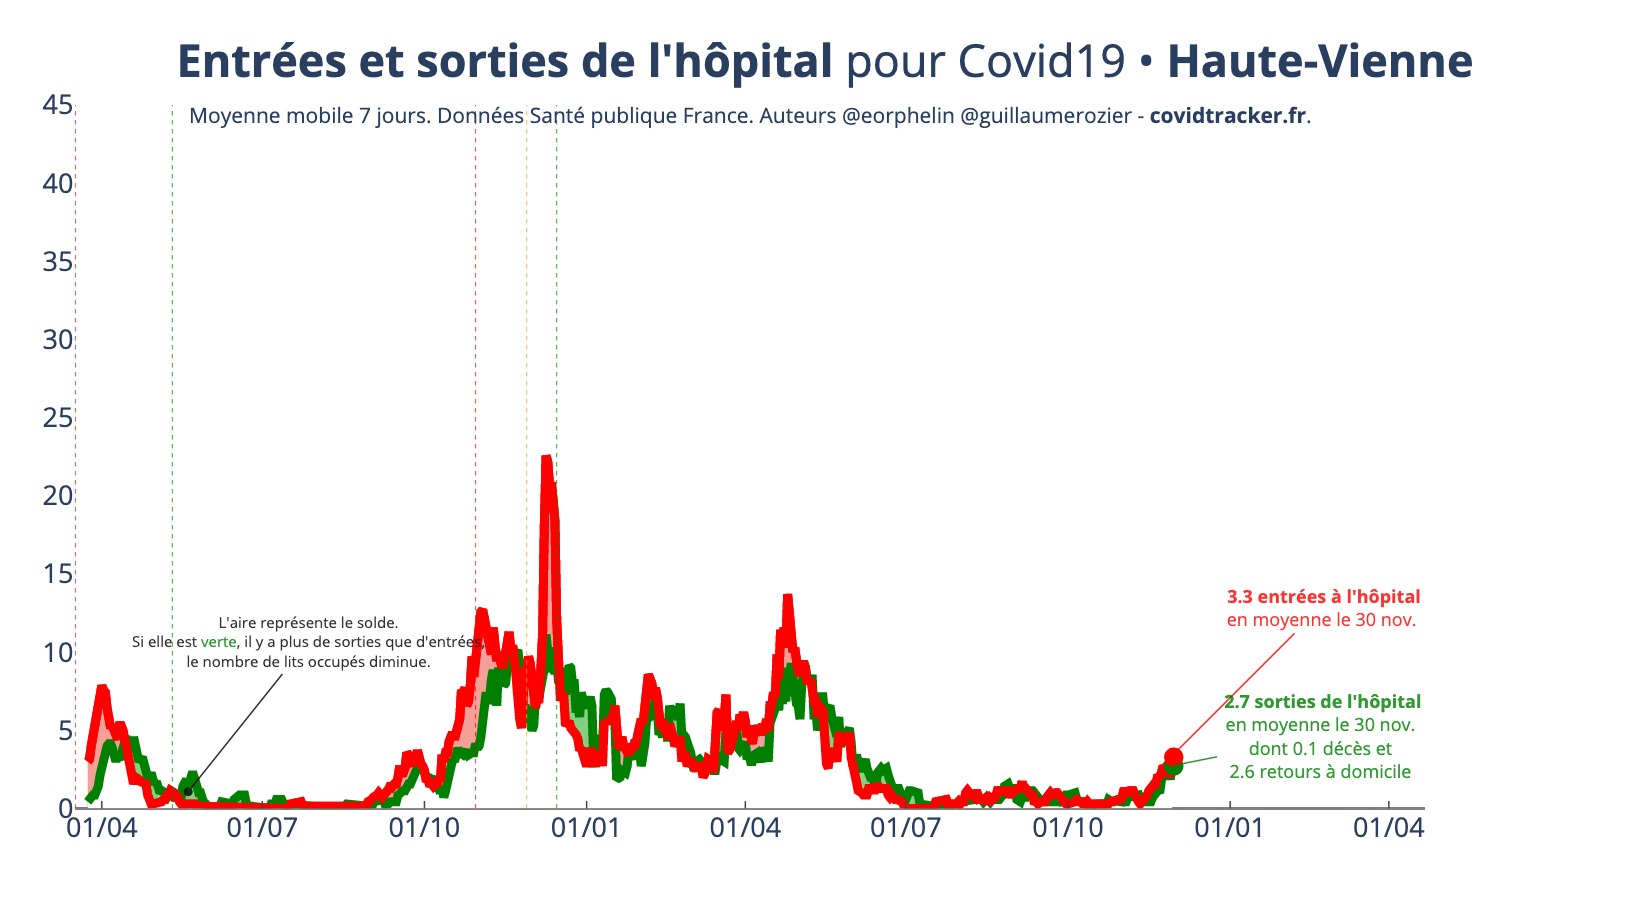 Entrées et sorties de l'hôpital pour Covid19 • Haute-Vienne
Moyenne mobile 7 jours. Données Santé publique France. Auteurs @eorphelin @guillaumerozier - covidtracker.fr.
45
40
35
30
25
20
15
10
5
0
L'aire représente le solde.
Si elle est verte, il y a plus de sorties que d'entrées,
le nombre de lits occupés diminue.
3.3 entrées à l'hôpital
en moyenne le 30 nov.
2.7 sorties de l'hôpital
en moyenne le 30 nov.
dont 0.1 décès et
2.6 retours à domicile
01/04 01/07 01/10 01/01 01/04 01/07 01/10 01/01 01/04